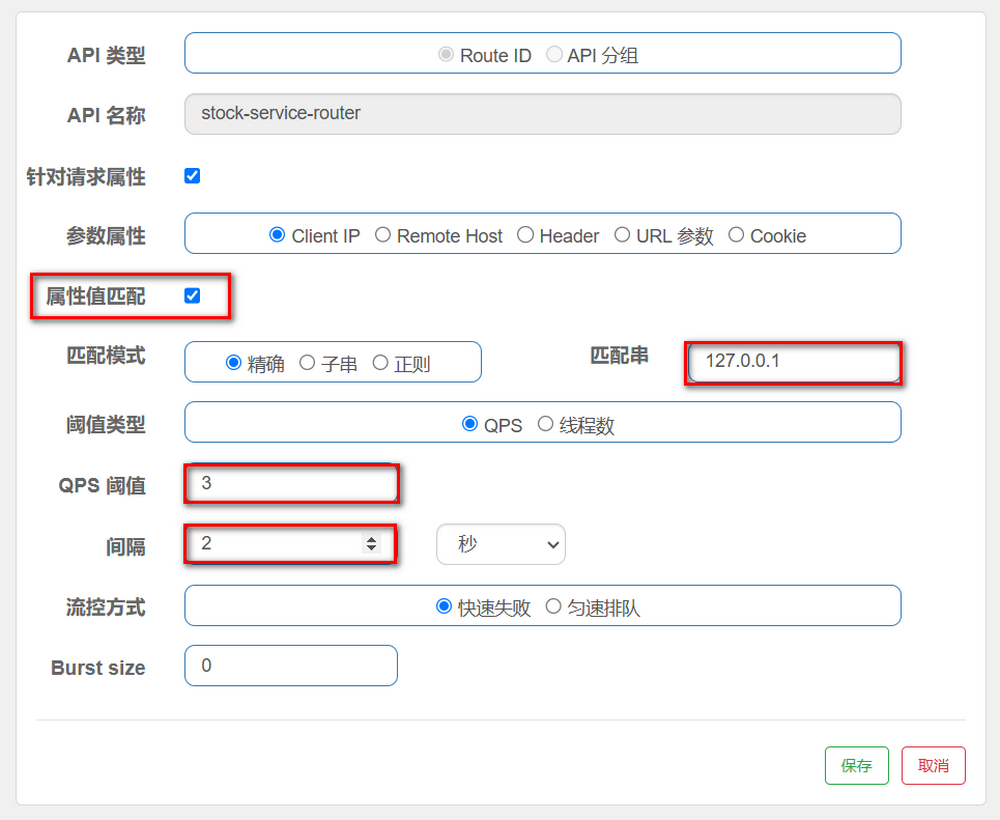 API 类型 Route ID API 分组
API 名称 stock-service-router
针对请求属性
参数属性 Client IP Remote Host Header URL 参数 Cookie
属性值匹配
匹配模式 精确 子串 正则 匹配串 127.0.0.1
阈值类型 QPS 线程数
QPS 阈值 3
间隔 2 秒
流控方式 快速失败 匀速排队
Burst size 0
保存 取消